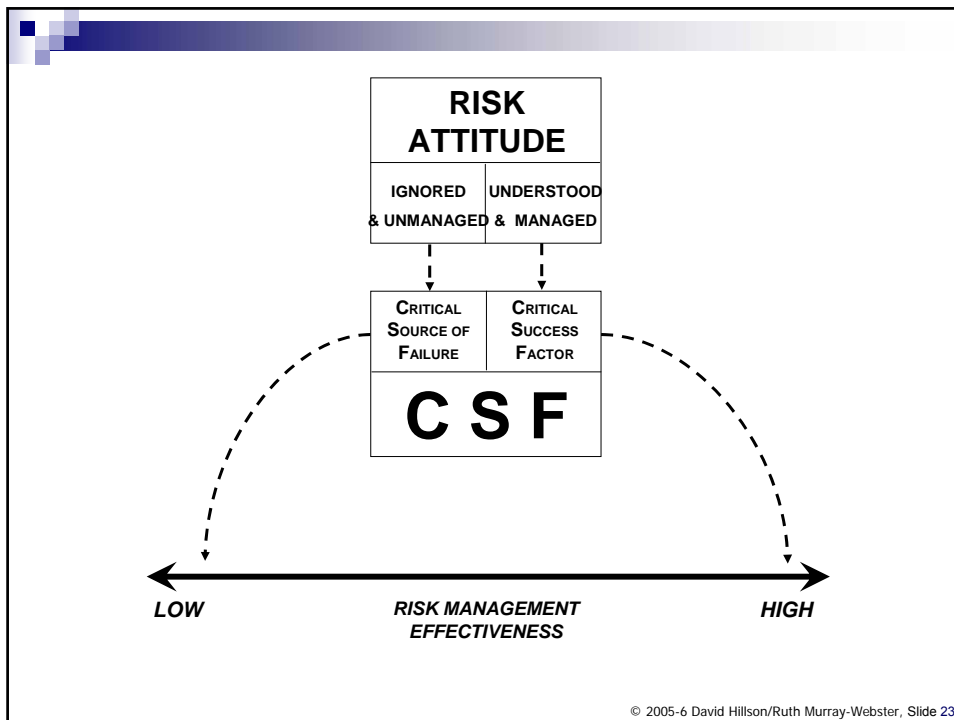 RISK
ATTITUDE
IGNORED
& UNMANAGED
UNDERSTOOD
& MANAGED
CRITICAL
SOURCE OF
FAILURE
CRITICAL
SUCCESS
FACTOR
C S F
LOW
RISK MANAGEMENT
EFFECTIVENESS
HIGH
© 2005-6 David Hillson/Ruth Murray-Webster, Slide 23